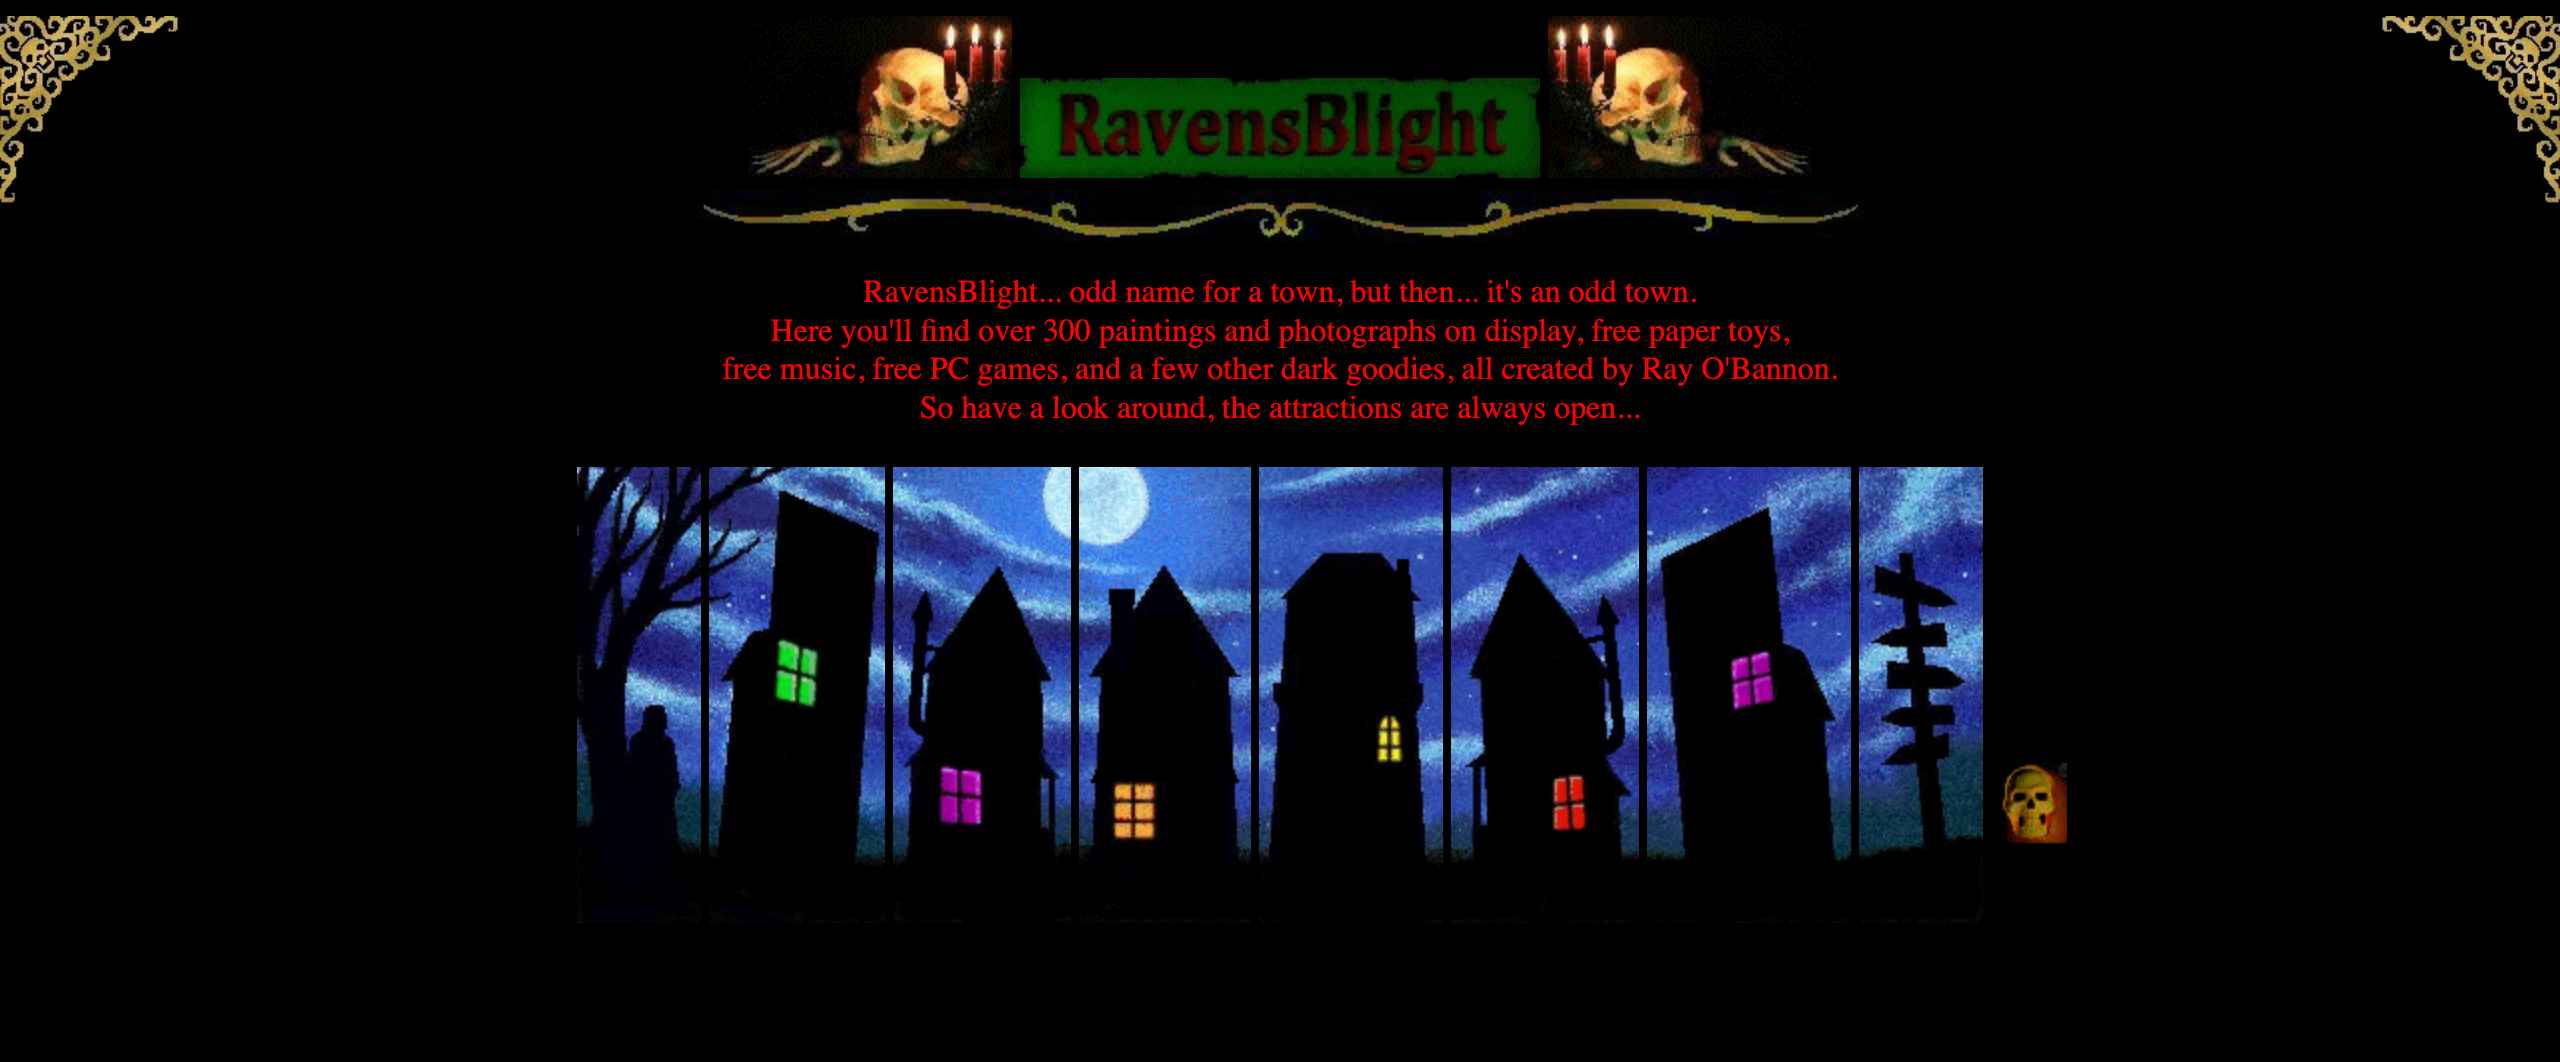 RavensBlight
RavensBlight... odd name for a town, but then... it's an odd town.
Here you'll find over 300 paintings and photographs on display, free paper toys,
free music, free PC games, and a few other dark goodies, all created by Ray O'Bannon.
So have a look around, the attractions are always open...